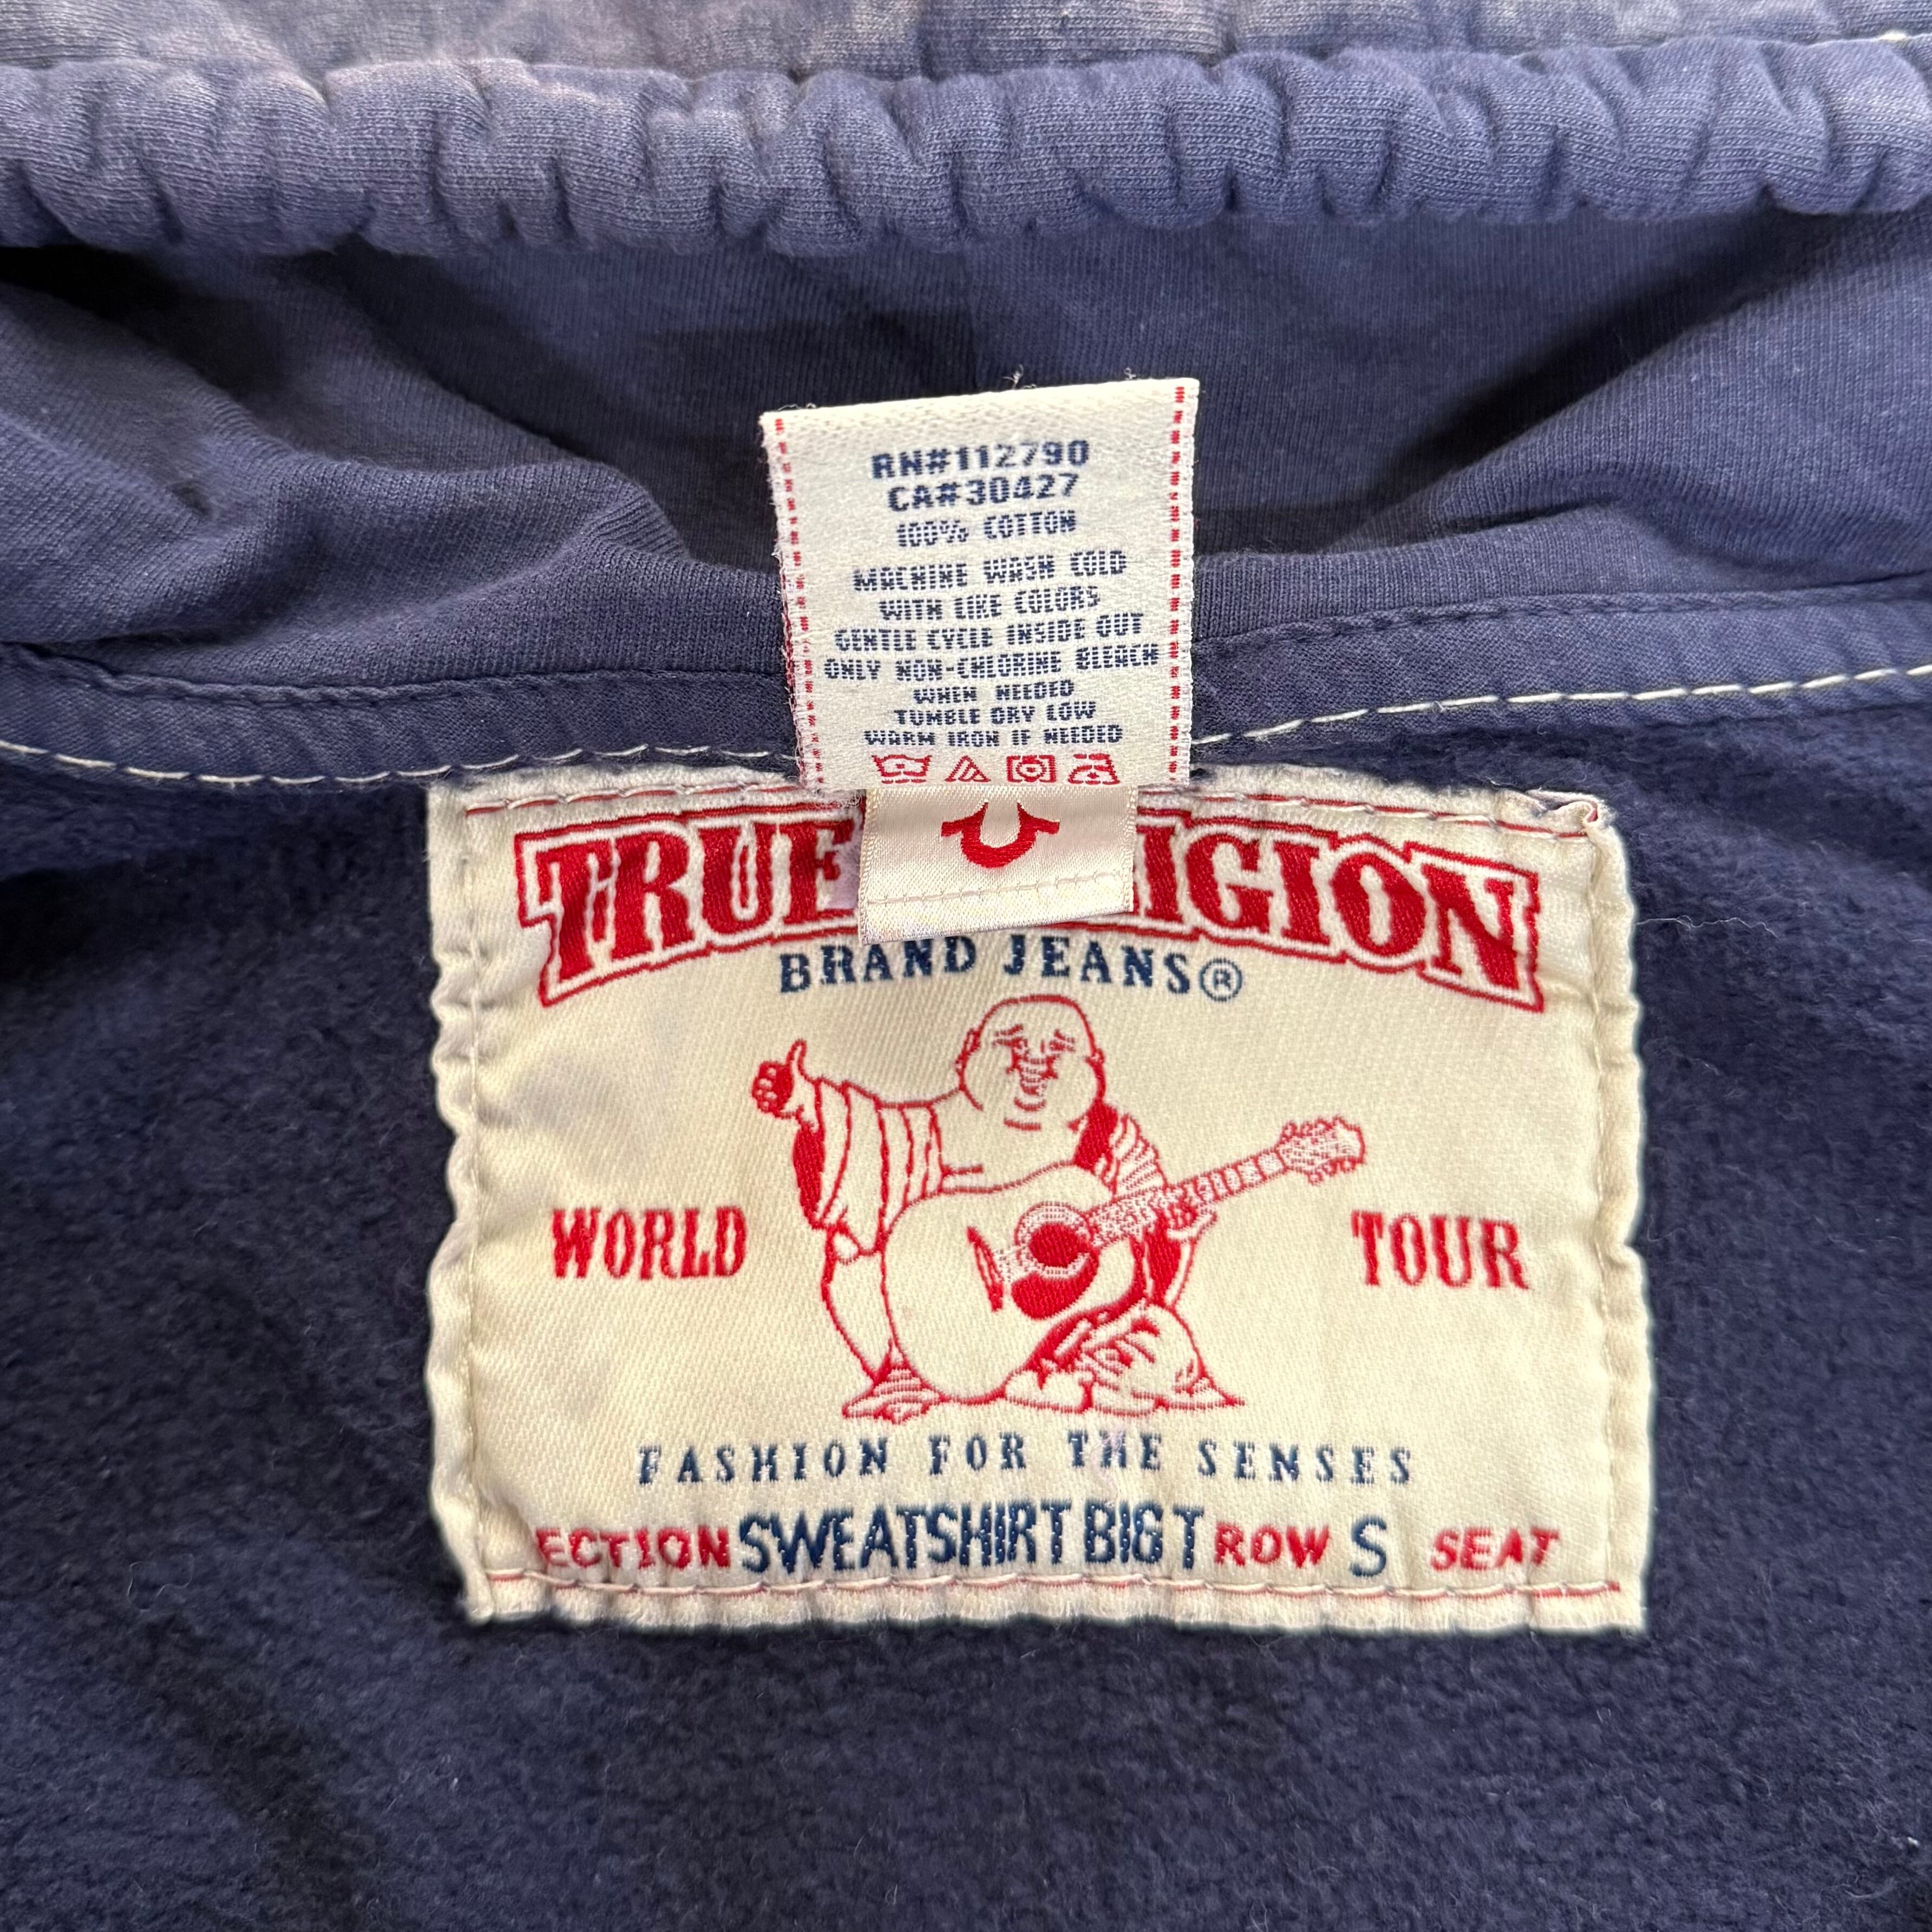 RN#112790
CA#30427
100% COTTON
MACHINE WASH COLD
WITH LIKE COLORS
GENTLE CYCLE INSIDE OUT
ONLY NON-CHLORINE BLEACH
WHEN NEEDED
TUMBLE DRY LOW
WARM IRON IF NEEDED
TRUE IGION
BRAND JEANS®
WORLD TOUR
FASHION FOR THE SENSES
ECTION SWEATSHIRT BIG T ROW S SEAT